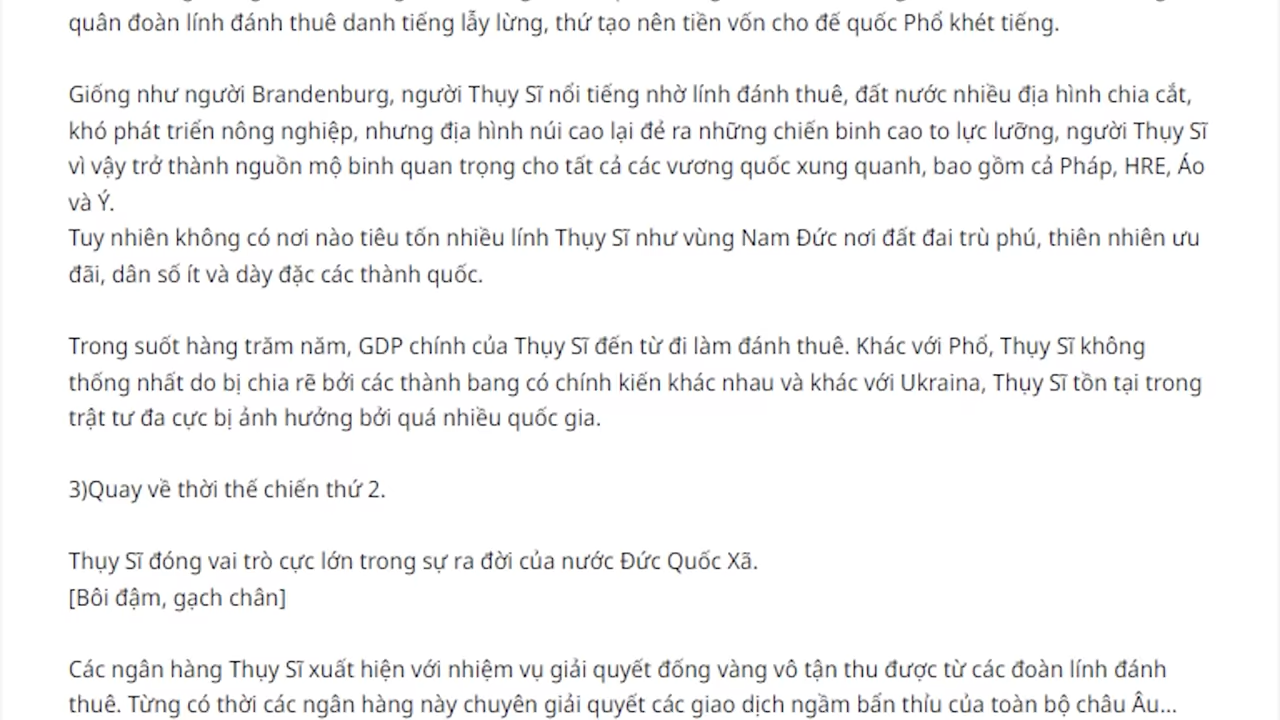 quân đoàn lính đánh thuê danh tiếng lẫy lừng, thứ tạo nên tiền vốn cho đế quốc Phổ khét tiếng.
Giống như người Brandenburg, người Thụy Sĩ nổi tiếng nhờ lính đánh thuê, đất nước nhiều địa hình chia cắt,
khó phát triển nông nghiệp, nhưng địa hình núi cao lại đẻ ra những chiến binh cao to lực lưỡng, người Thụy Sĩ
vì vậy trở thành nguồn mộ binh quan trọng cho tất cả các vương quốc xung quanh, bao gồm cả Pháp, HRE, Áo
và Ý.
Tuy nhiên không có nơi nào tiêu tốn nhiều lính Thụy Sĩ như vùng Nam Đức nơi đất đai trù phú, thiên nhiên ưu
đãi, dân số ít và dày đặc các thành quốc.
Trong suốt hàng trăm năm, GDP chính của Thụy Sĩ đến từ đi làm đánh thuê. Khác với Phổ, Thụy Sĩ không
thống nhất do bị chia rẽ bởi các thành bang có chính kiến khác nhau và khác với Ukraina, Thụy Sĩ tồn tại trong
trật tư đa cực bị ảnh hưởng bởi quá nhiều quốc gia.
3)Quay về thời thế chiến thứ 2.
Thụy Sĩ đóng vai trò cực lớn trong sự ra đời của nước Đức Quốc Xã.
[Bôi đậm, gạch chân]
Các ngân hàng Thụy Sĩ xuất hiện với nhiệm vụ giải quyết đống vàng vô tận thu được từ các đoàn lính đánh
thuê. Từng có thời các ngân hàng này chuyên giải quyết các giao dịch ngầm bẩn thỉu của toàn bộ châu Âu...